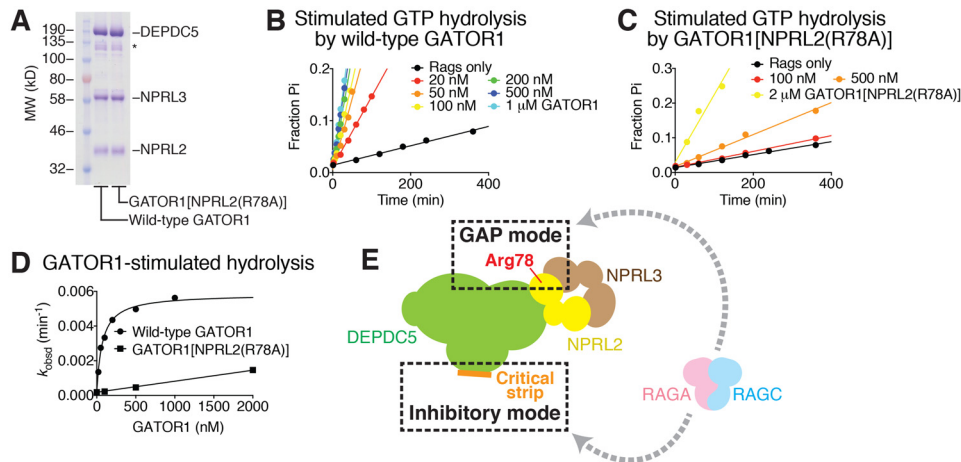 A
MW (kD)
190
135
100
80
58
46
32
DEPDC5
*
NPRL3
NPRL2
GATOR1[NPRL2(R78A)]
Wild-type GATOR1
B
Stimulated GTP hydrolysis
by wild-type GATOR1
Rags only
20 nM
200 nM
50 nM
500 nM
100 nM
1 μM GATOR1
Fraction Pi
0.2
0.1
0.0
0
200
400
Time (min)
C
Stimulated GTP hydrolysis
by GATOR1[NPRL2(R78A)]
Rags only
100 nM
500 nM
2 μM GATOR1[NPRL2(R78A)]
Fraction Pi
0.3
0.2
0.1
0.0
0
200
400
Time (min)
D
GATOR1-stimulated hydrolysis
kobsd (min-1)
0.006
0.004
0.002
0.000
Wild-type GATOR1
GATOR1[NPRL2(R78A)]
0
500
1000
1500
2000
GATOR1 (nM)
E
GAP mode
Arg78
NPRL3
DEPDC5
NPRL2
Critical
strip
Inhibitory mode
RAGA
RAGC